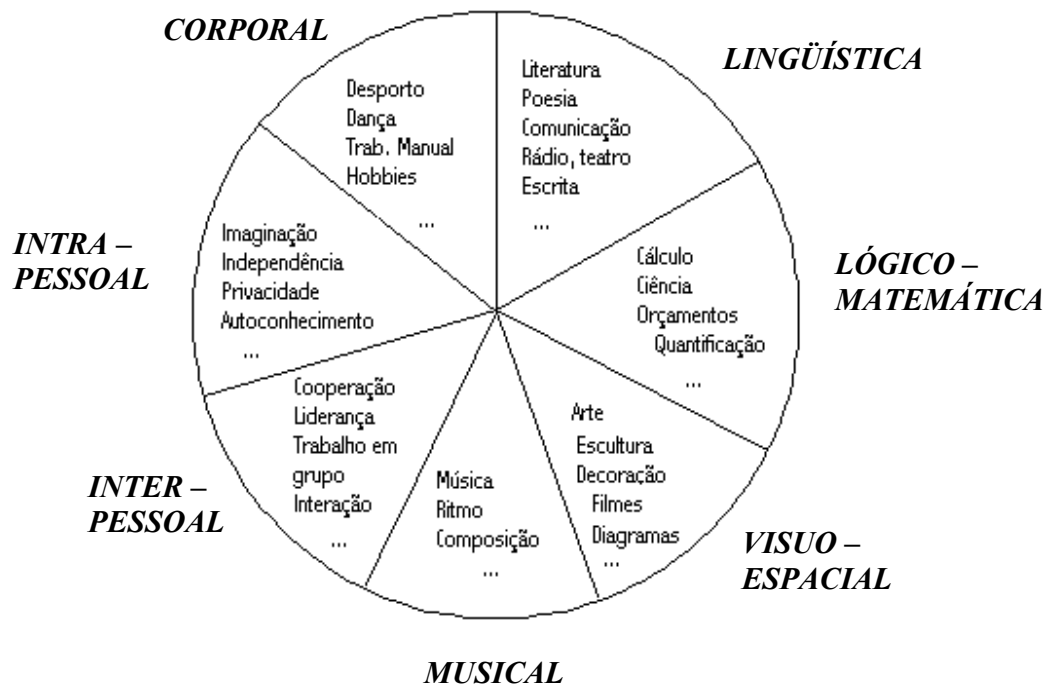 CORPORAL
Desporto
Dança
Trab. Manual
Hobbies
...
LINGÜÍSTICA
Literatura
Poesia
Comunicação
Rádio, teatro
Escrita
...
LÓGICO –
MATEMÁTICA
Cálculo
Ciência
Orçamentos
Quantificação
...
VISUO –
ESPACIAL
Arte
Escultura
Decoração
Filmes
Diagramas
...
MUSICAL
Música
Ritmo
Composição
...
INTER –
PESSOAL
Cooperação
Liderança
Trabalho em
grupo
Interação
...
INTRA –
PESSOAL
Imaginação
Independência
Privacidade
Autoconhecimento
...